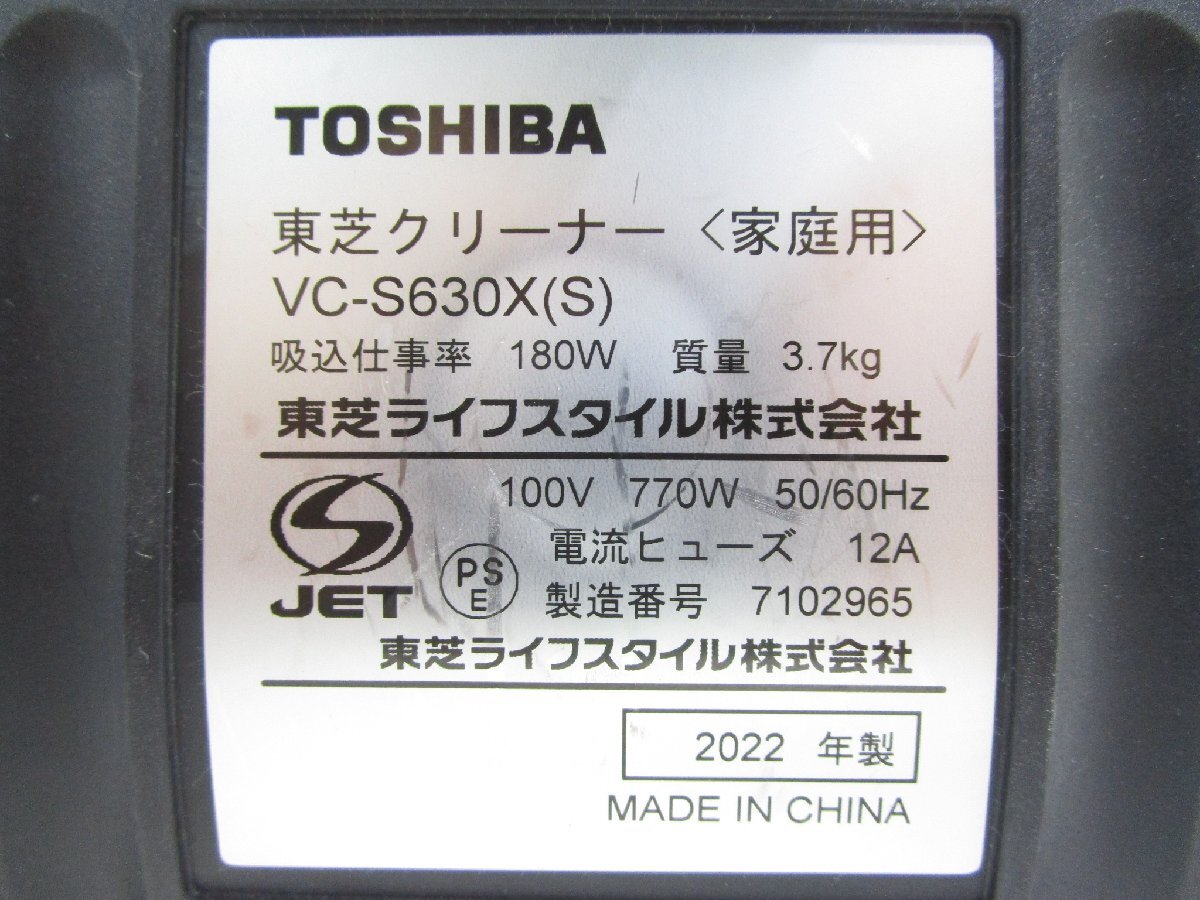 TOSHIBA
東芝クリーナー〈家庭用〉
VC-S630X(S)
吸込仕事率 180W 質量 3.7kg
東芝ライフスタイル株式会社
100V 770W 50/60Hz
電流ヒューズ 12A
JET
PS
E
製造番号 7102965
東芝ライフスタイル株式会社
2022 年製
MADE IN CHINA